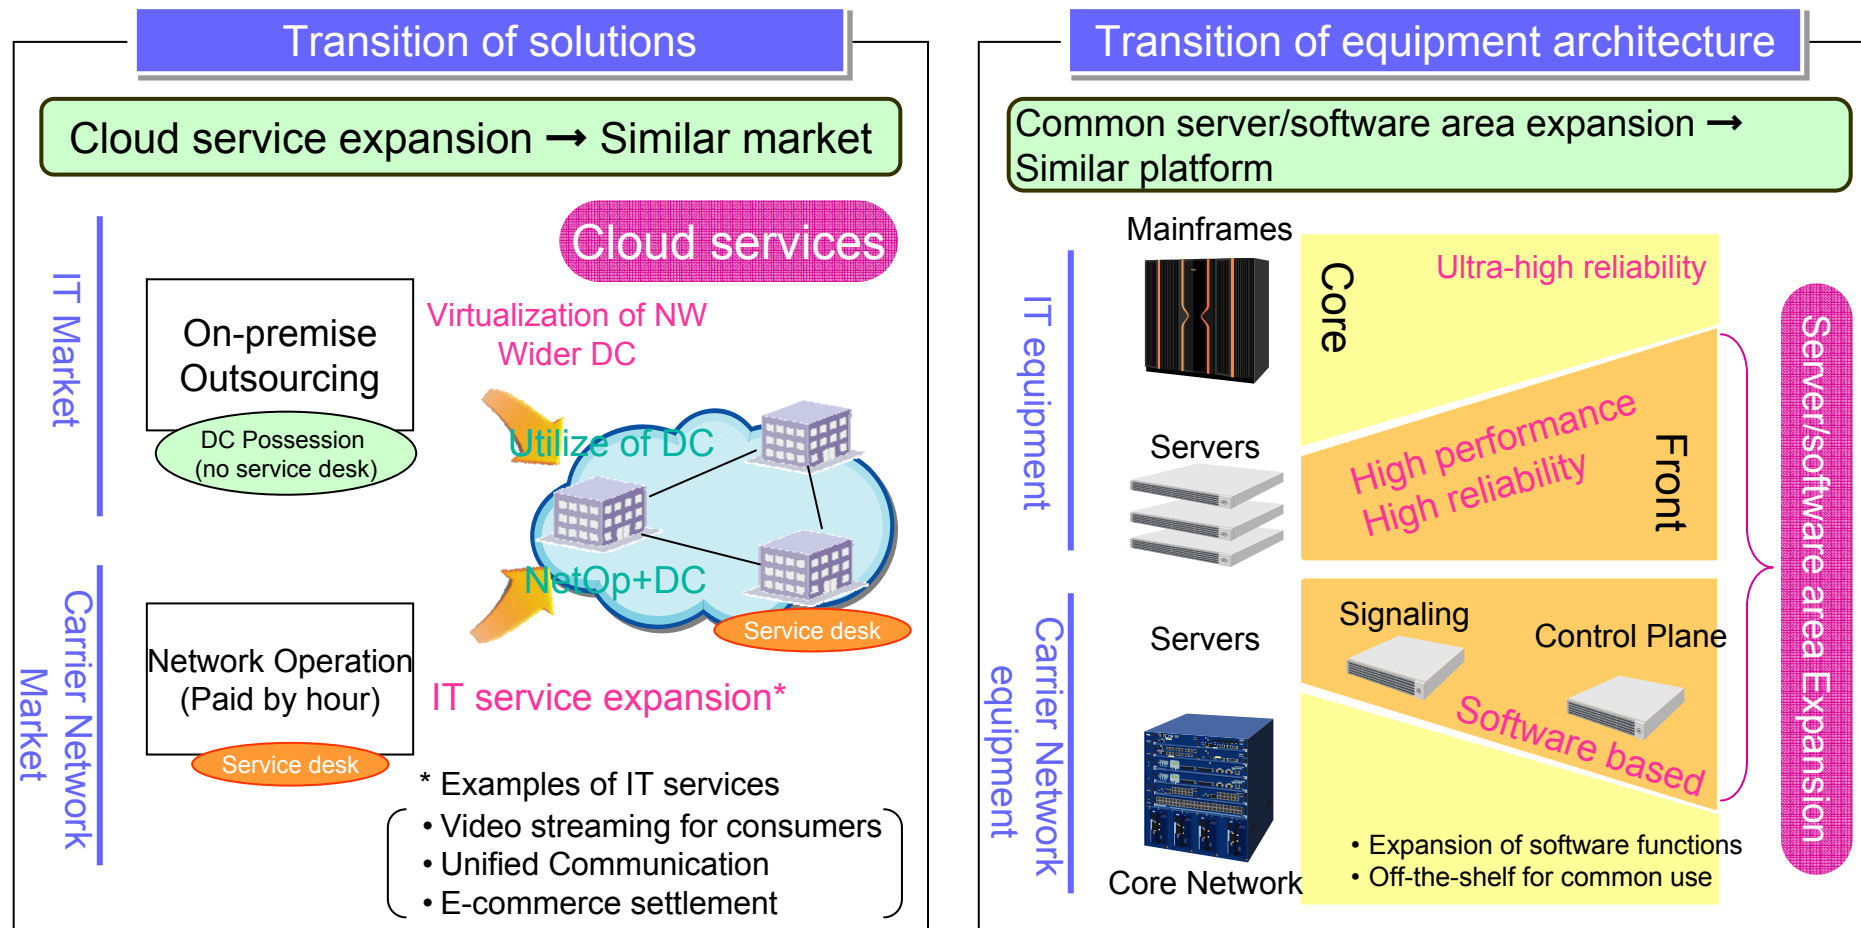 Transition of solutions
Cloud service expansion → Similar market
IT Market
Cloud services
On-premise
Outsourcing
DC Possession
(no service desk)
Virtualization of NW
Wider DC
Utilize of DC
NetOp+DC
Service desk
Carrier Network
Market
Network Operation
(Paid by hour)
Service desk
IT service expansion*
* Examples of IT services
• Video streaming for consumers
• Unified Communication
• E-commerce settlement
Transition of equipment architecture
Common server/software area expansion →
Similar platform
IT equipment
Mainframes
Core
Ultra-high reliability
Servers
High performance
High reliability
Front
Carrier Network
equipment
Servers
Signaling
Control Plane
Software based
Core Network
• Expansion of software functions
• Off-the-shelf for common use
Server/software area Expansion